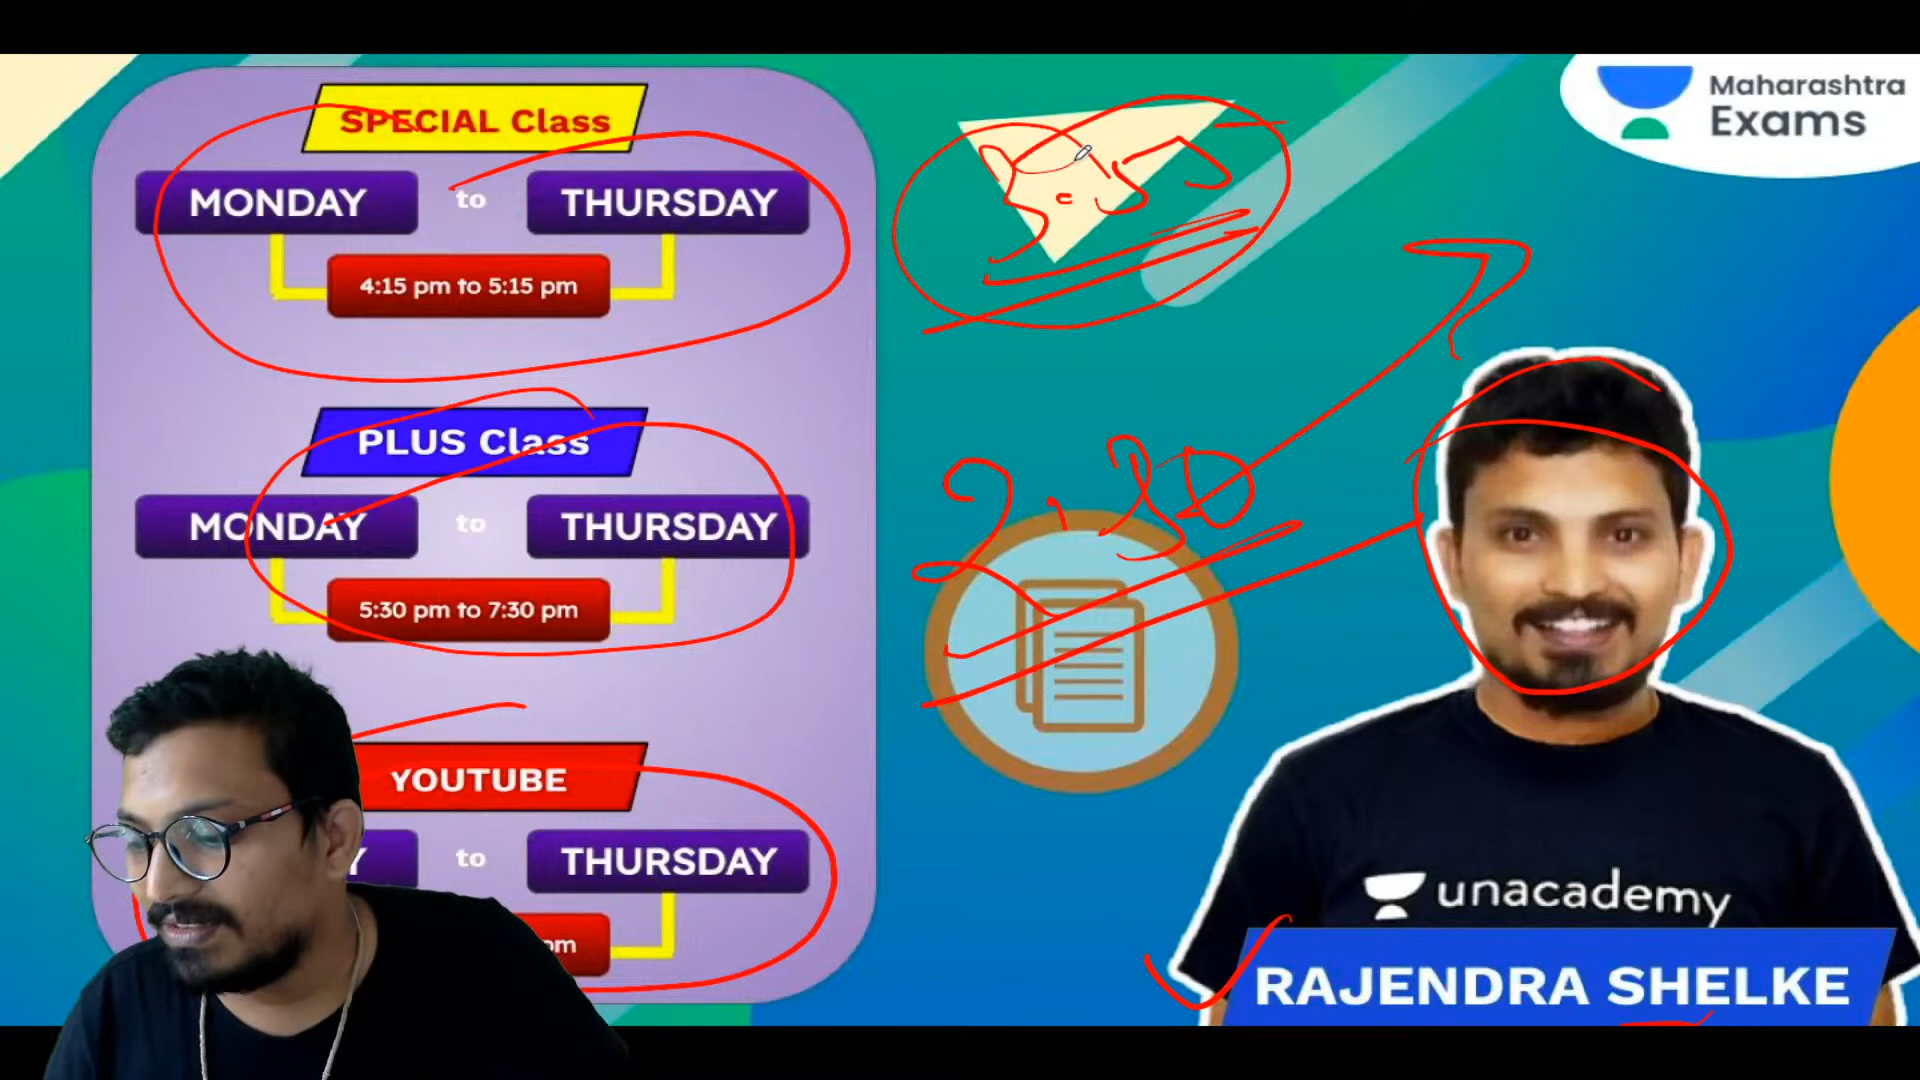 SPECIAL Class
MONDAY to THURSDAY
4:15 pm to 5:15 pm
PLUS Class
MONDAY to THURSDAY
5:30 pm to 7:30 pm
YOUTUBE
Y to THURSDAY
pm
Maharashtra
Exams
unacademy
RAJENDRA SHELKE